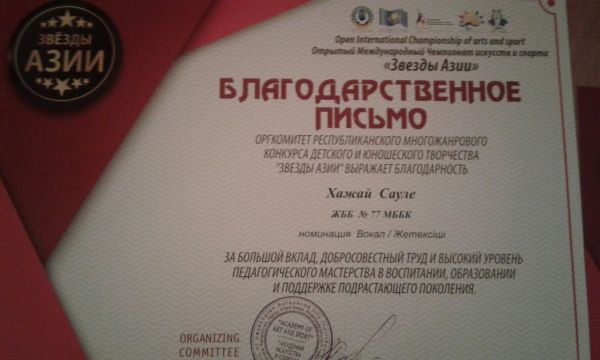 ЗВЁЗДЫ
АЗИИ
Open International Championship of arts and sport
Открытый Международный Чемпионат искусств и спорта
«Звезды Азии»
БЛАГОДАРСТВЕННОЕ
ПИСЬМО
ОРГКОМИТЕТ РЕСПУБЛИКАНСКОГО МНОГОЖАНРОВОГО
КОНКУРСА ДЕТСКОГО И ЮНОШЕСКОГО ТВОРЧЕСТВА
"ЗВЕЗДЫ АЗИИ" ВЫРАЖАЕТ БЛАГОДАРНОСТЬ
Хажай Сауле
ЖББ № 77 МББК
номинация Вокал / Жетексіші
ЗА БОЛЬШОЙ ВКЛАД, ДОБРОСОВЕСТНЫЙ ТРУД И ВЫСОКИЙ УРОВЕНЬ
ПЕДАГОГИЧЕСКОГО МАСТЕРСТВА В ВОСПИТАНИИ, ОБРАЗОВАНИИ
И ПОДДЕРЖКЕ ПОДРАСТАЮЩЕГО ПОКОЛЕНИЯ.
"ACADEMY OF
ART AND SPORT"
"АКАДЕМИЯ
ORGANIZING
COMMITTEE